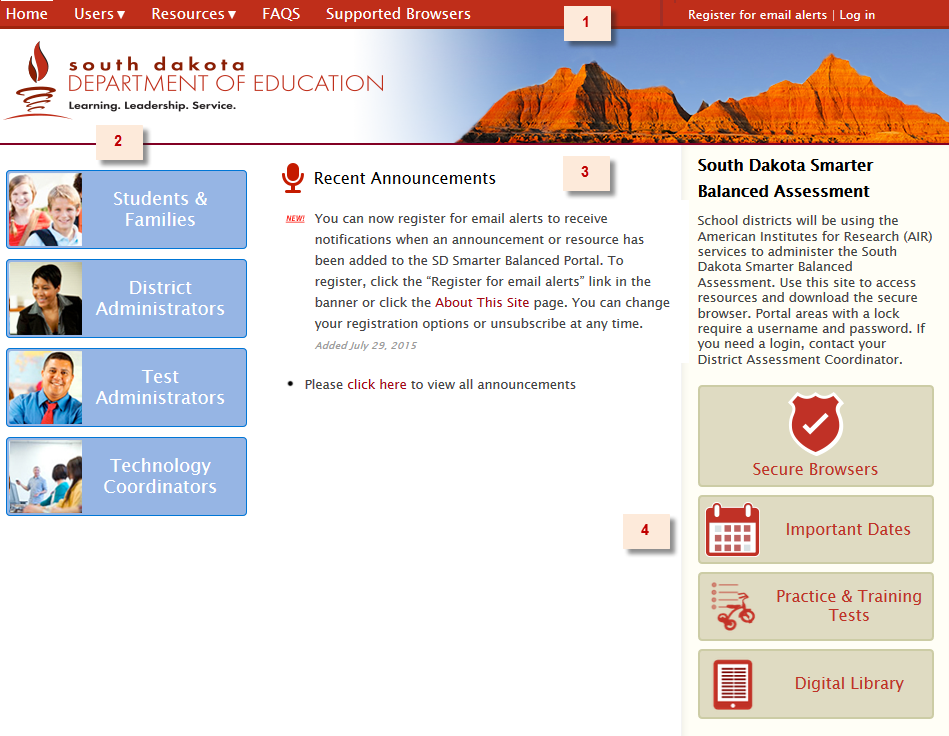 Home Users ▾ Resources ▾ FAQS Supported Browsers 1 Register for email alerts | Log in
south dakota
DEPARTMENT OF EDUCATION
Learning. Leadership. Service.
2
Students &
Families
District
Administrators
Test
Administrators
Technology
Coordinators
Recent Announcements
3
NEW! You can now register for email alerts to receive
notifications when an announcement or resource has
been added to the SD Smarter Balanced Portal. To
register, click the “Register for email alerts” link in the
banner or click the About This Site page. You can change
your registration options or unsubscribe at any time.
Added July 29, 2015
• Please click here to view all announcements
4
South Dakota Smarter
Balanced Assessment
School districts will be using the
American Institutes for Research (AIR)
services to administer the South
Dakota Smarter Balanced
Assessment. Use this site to access
resources and download the secure
browser. Portal areas with a lock
require a username and password. If
you need a login, contact your
District Assessment Coordinator.
Secure Browsers
Important Dates
Practice & Training
Tests
Digital Library